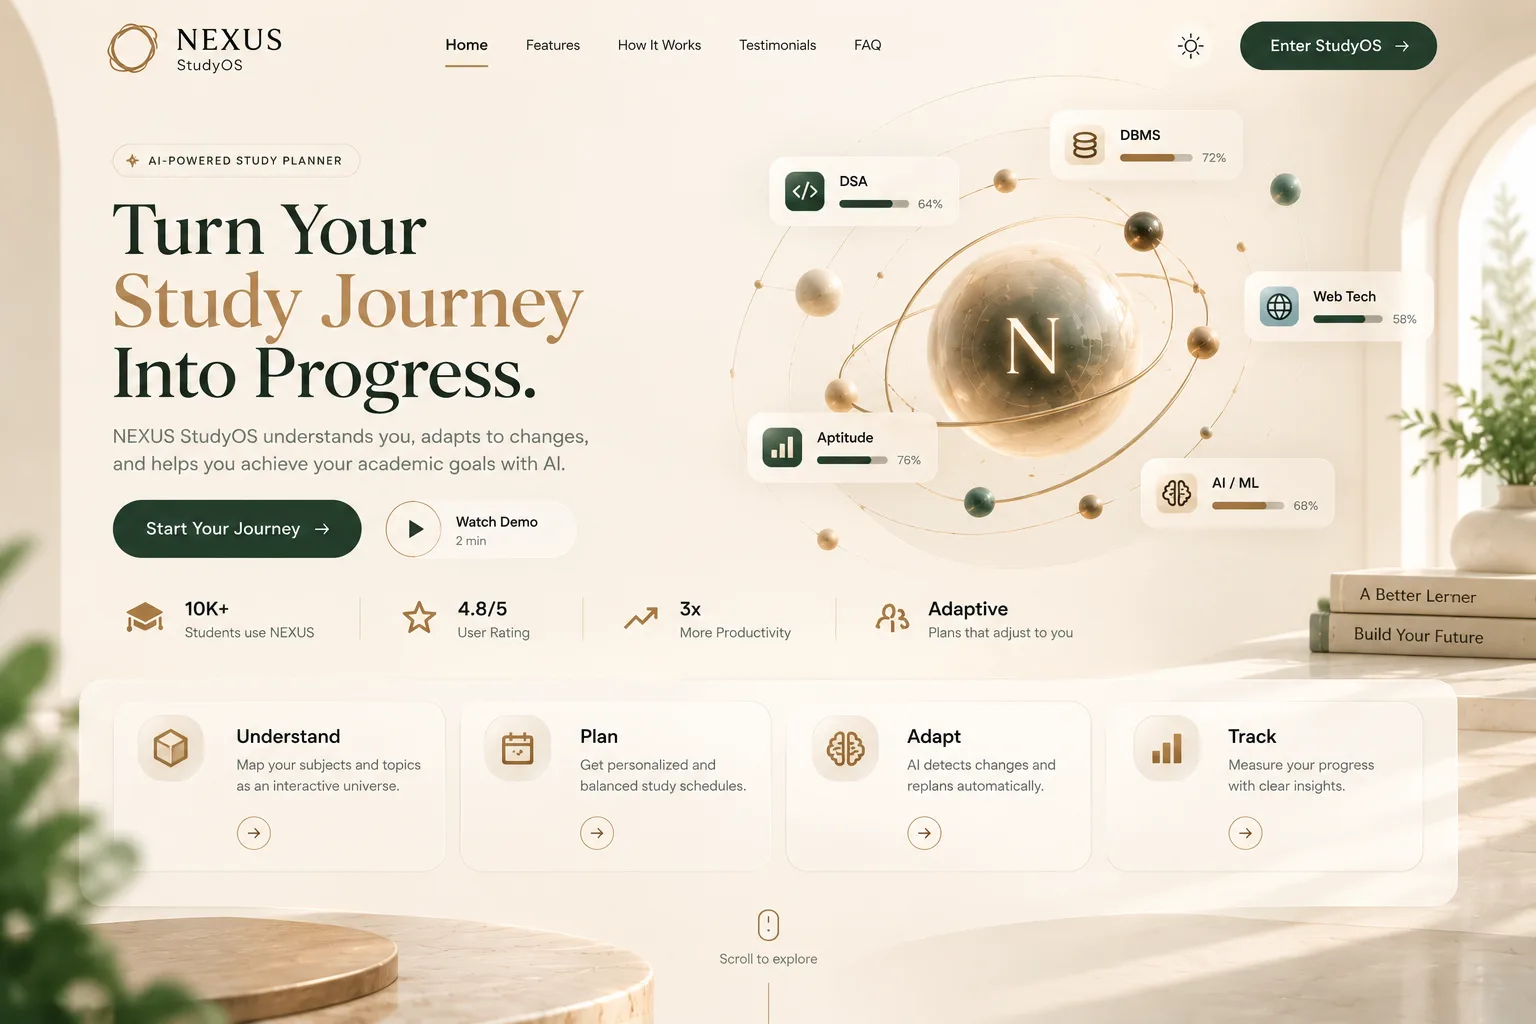 NEXUS
StudyOS
Home
Features
How It Works
Testimonials
FAQ
Enter StudyOS
AI-POWERED STUDY PLANNER
Turn Your
Study Journey
Into Progress.
NEXUS StudyOS understands you, adapts to changes,
and helps you achieve your academic goals with AI.
Start Your Journey
Watch Demo
2 min
DSA
64%
DBMS
72%
Web Tech
58%
N
Aptitude
76%
AI / ML
68%
10K+
Students use NEXUS
4.8/5
User Rating
3x
More Productivity
Adaptive
Plans that adjust to you
A Better Lerner
Build Your Future
Understand
Map your subjects and topics
as an interactive universe.
Plan
Get personalized and
balanced study schedules.
Adapt
AI detects changes and
replans automatically.
Track
Measure your progress
with clear insights.
Scroll to explore